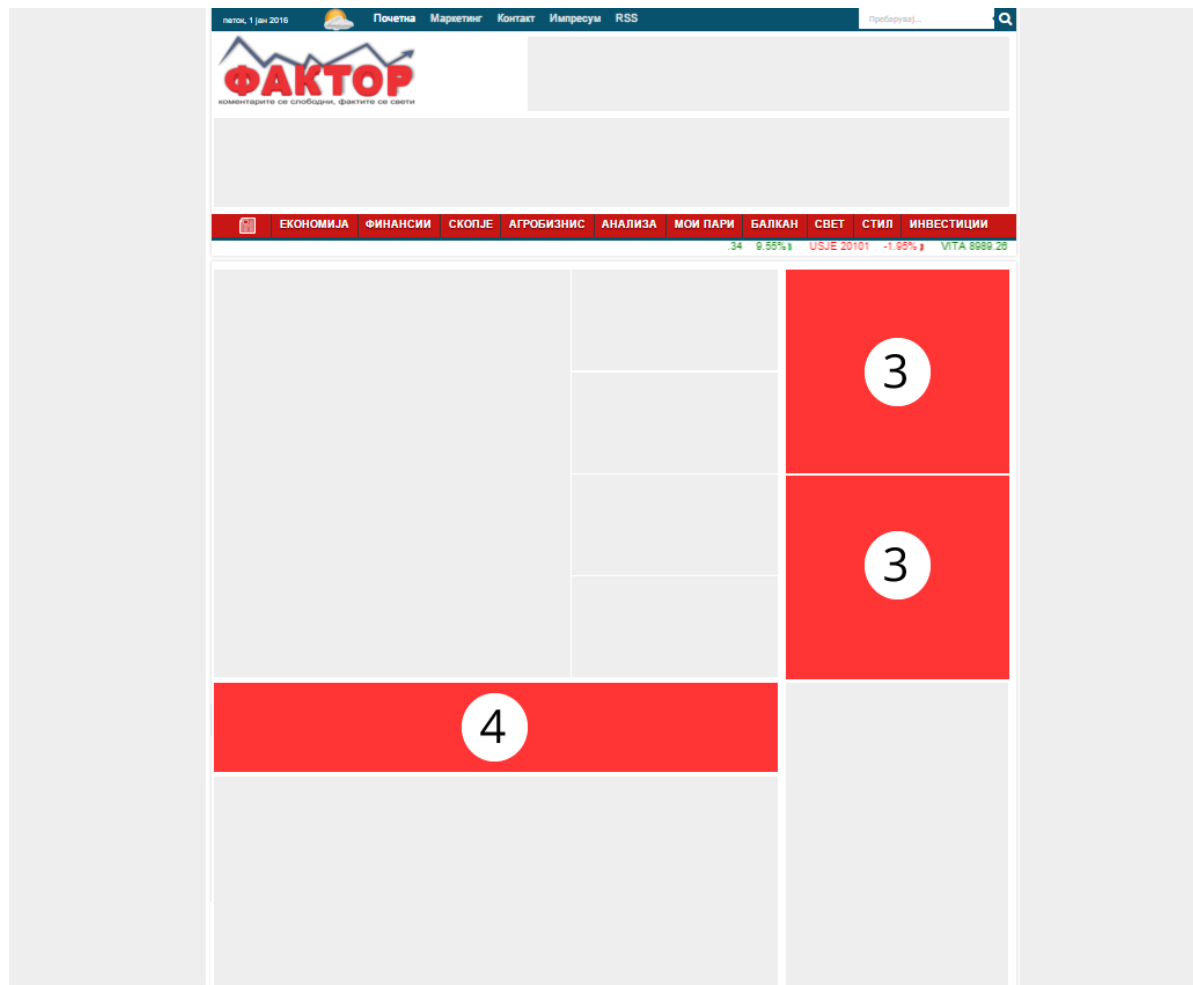 петок, 1 јан 2016 Почетна Маркетинг Контакт Импресум RSS Пребарувај...
ФАКТОР
коментарите се слободни, фактите се свети
ЕКОНОМИЈА ФИНАНСИИ СКОПЈЕ АГРОБИЗНИС АНАЛИЗА МОИ ПАРИ БАЛКАН СВЕТ СТИЛ ИНВЕСТИЦИИ
.34 9.55% USJE 20101 -1.95% VITA 8989.26
3
3
4